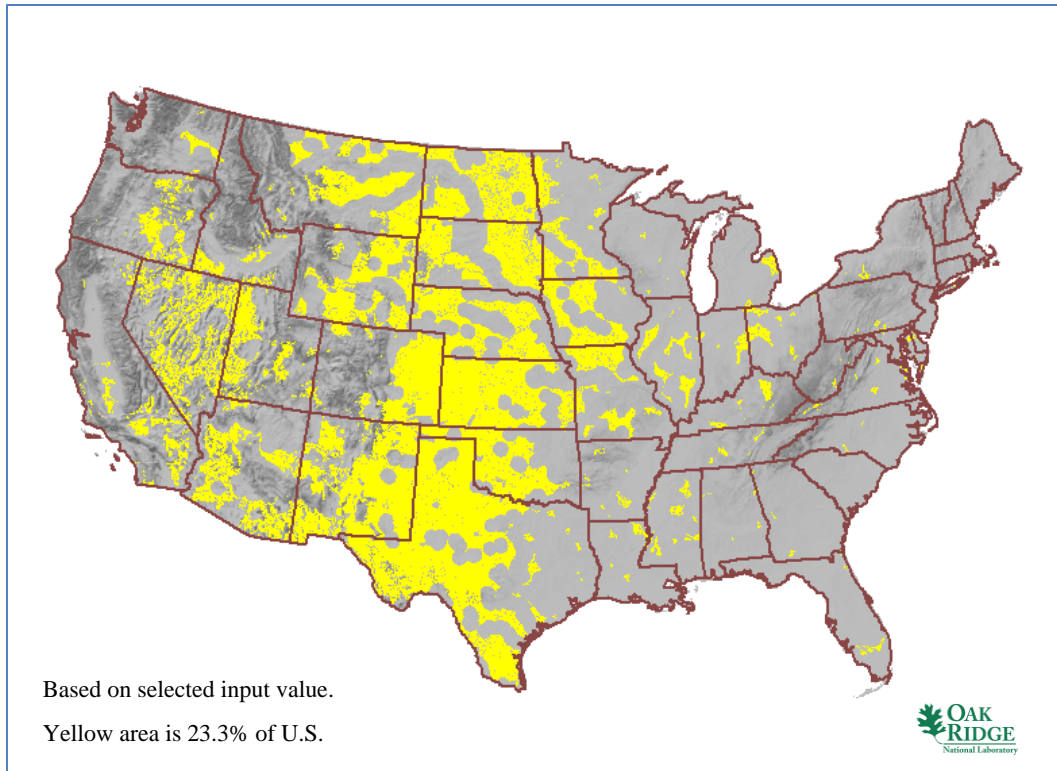 Based on selected input value.
Yellow area is 23.3% of U.S.
OAK
RIDGE
National Laboratory